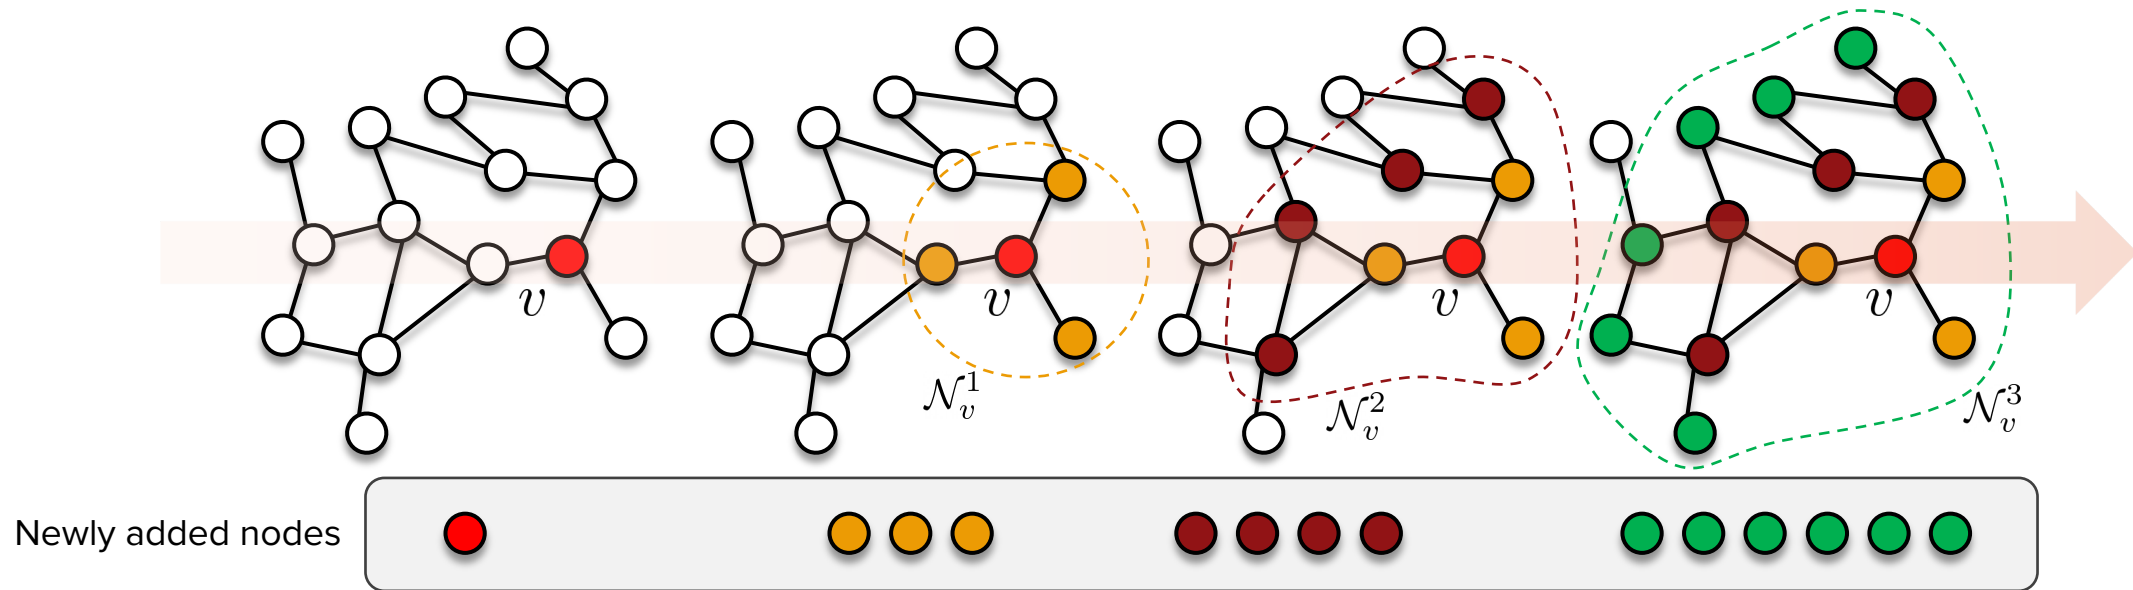 v
v
v
v
𝒩_v^1
𝒩_v^2
𝒩_v^3
Newly added nodes